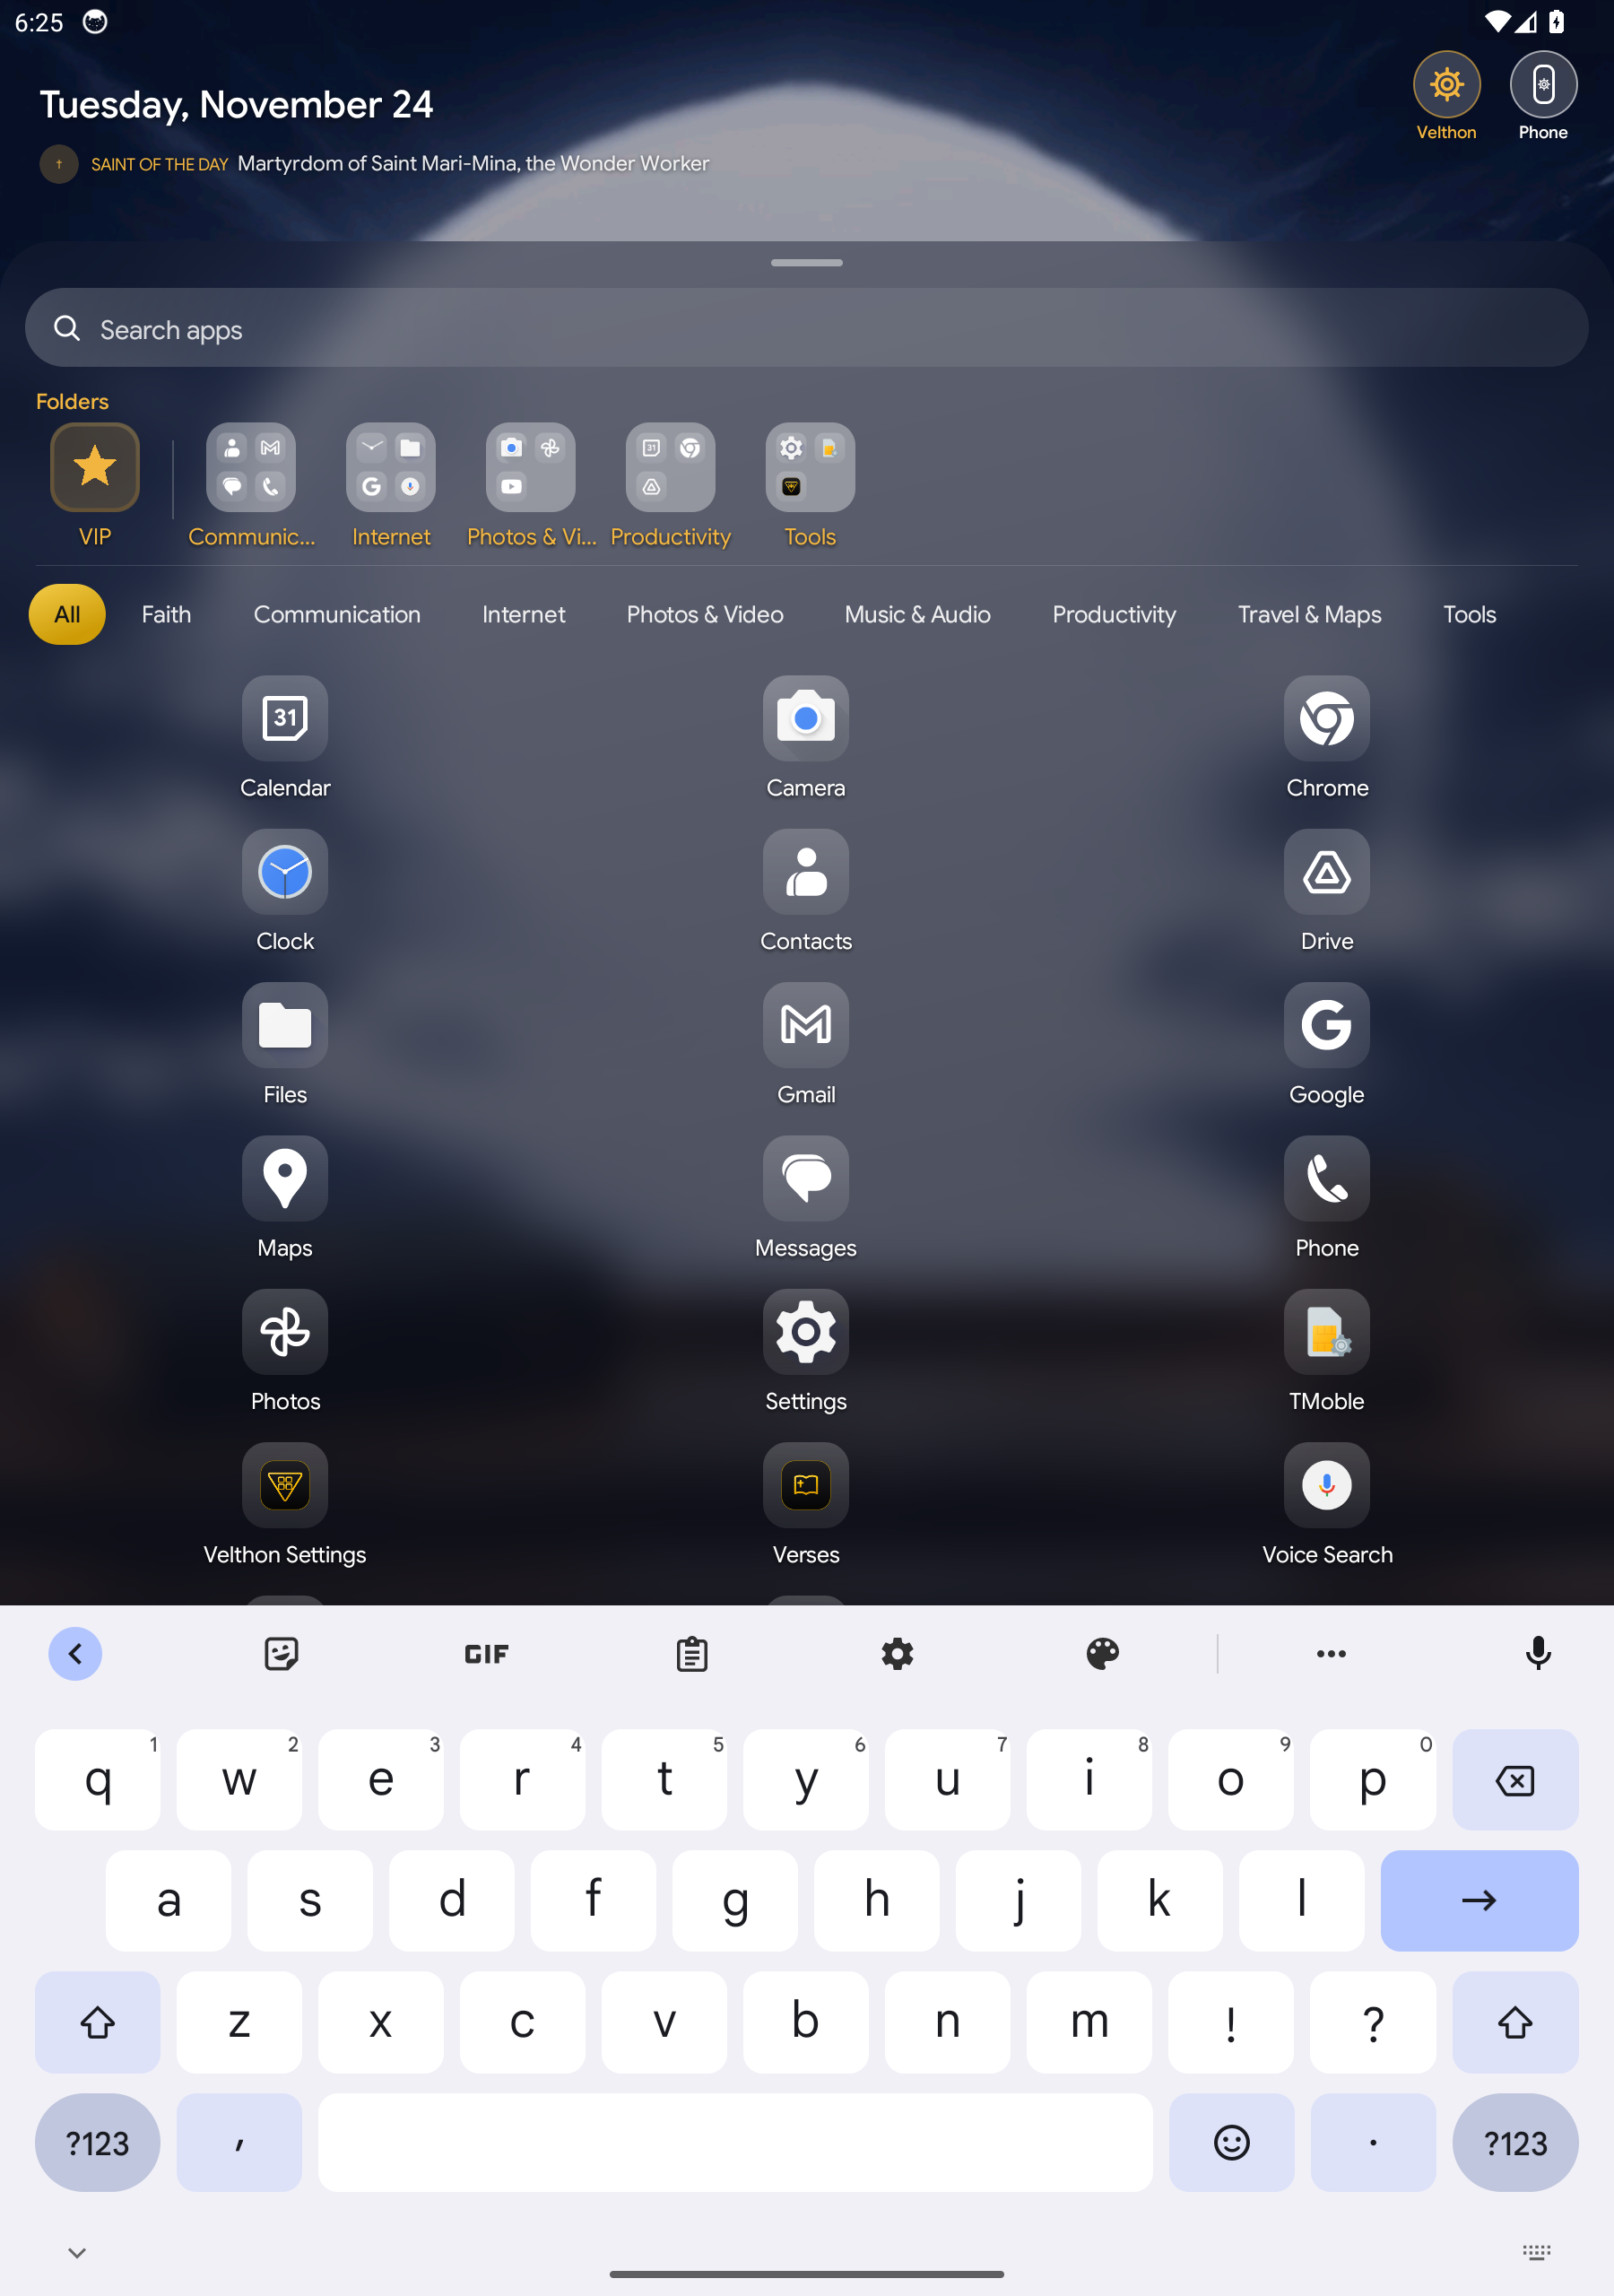 6:25
Tuesday, November 24
SAINT OF THE DAY Martyrdom of Saint Mari-Mina, the Wonder Worker
Velthon Phone
Search apps
Folders
31
VIP Communic... Internet Photos & Vi... Productivity Tools
All Faith Communication Internet Photos & Video Music & Audio Productivity Travel & Maps Tools
31
Calendar Camera Chrome
Clock Contacts Drive
Files Gmail Google
Maps Messages Phone
Photos Settings TMoble
Velthon Settings Verses Voice Search
GIF
q 1 w 2 e 3 r 4 t 5 y 6 u 7 i 8 o 9 p 0
a s d f g h j k l
z x c v b n m ! ?
?123 , . ?123